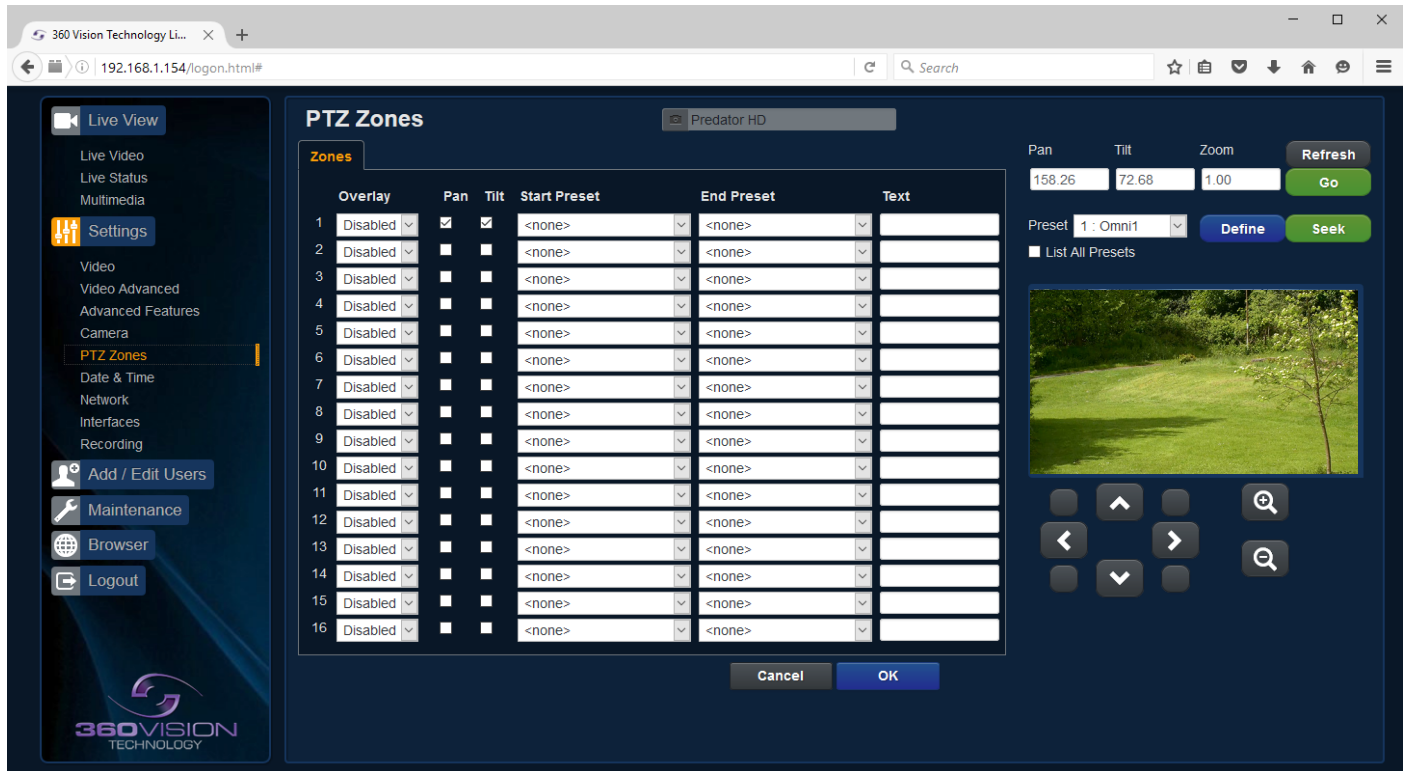 360 Vision Technology Li...
192.168.1.154/logon.html#
Search
Live View
Live Video
Live Status
Multimedia
Settings
Video
Video Advanced
Advanced Features
Camera
PTZ Zones
Date & Time
Network
Interfaces
Recording
Add / Edit Users
Maintenance
Browser
Logout
360VISION
TECHNOLOGY
PTZ Zones
Predator HD
Zones
Overlay Pan Tilt Start Preset End Preset Text
1 Disabled <none> <none>
2 Disabled <none> <none>
3 Disabled <none> <none>
4 Disabled <none> <none>
5 Disabled <none> <none>
6 Disabled <none> <none>
7 Disabled <none> <none>
8 Disabled <none> <none>
9 Disabled <none> <none>
10 Disabled <none> <none>
11 Disabled <none> <none>
12 Disabled <none> <none>
13 Disabled <none> <none>
14 Disabled <none> <none>
15 Disabled <none> <none>
16 Disabled <none> <none>
Cancel OK
Pan Tilt Zoom Refresh
158.26 72.68 1.00 Go
Preset 1 : Omni1 Define Seek
List All Presets